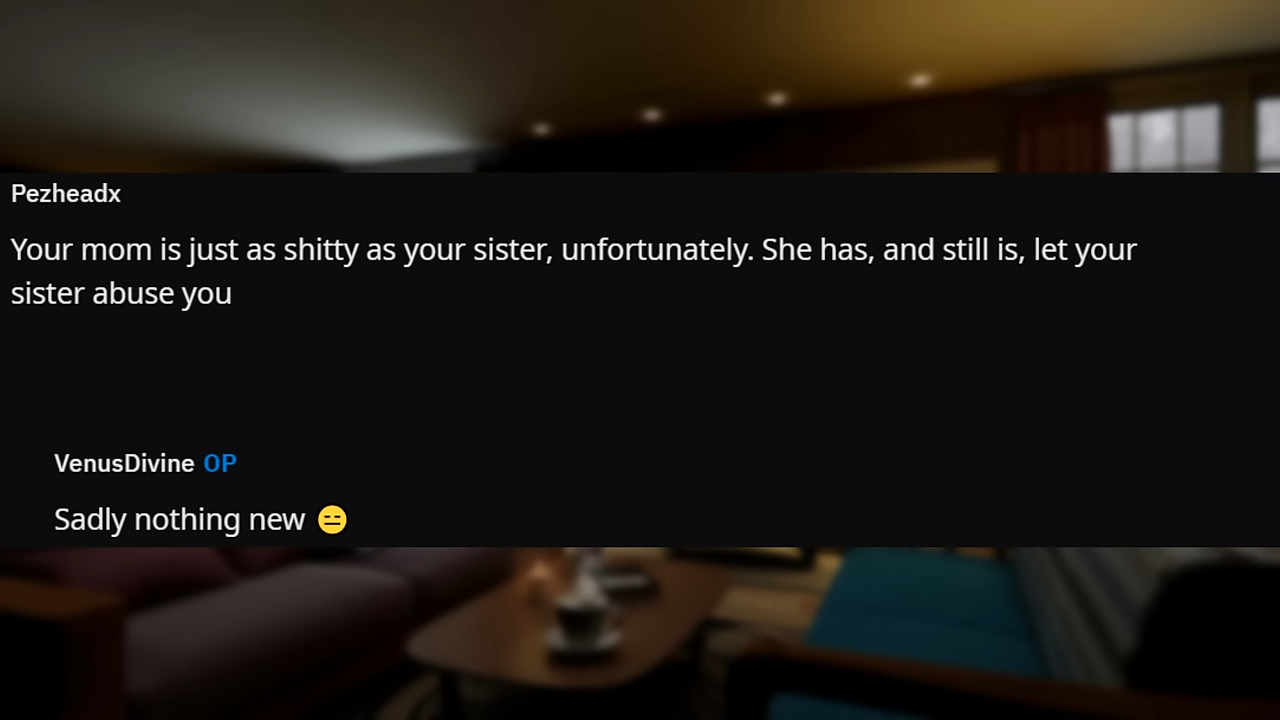 Pezheadx
Your mom is just as shitty as your sister, unfortunately. She has, and still is, let your
sister abuse you
VenusDivine OP
Sadly nothing new 😑